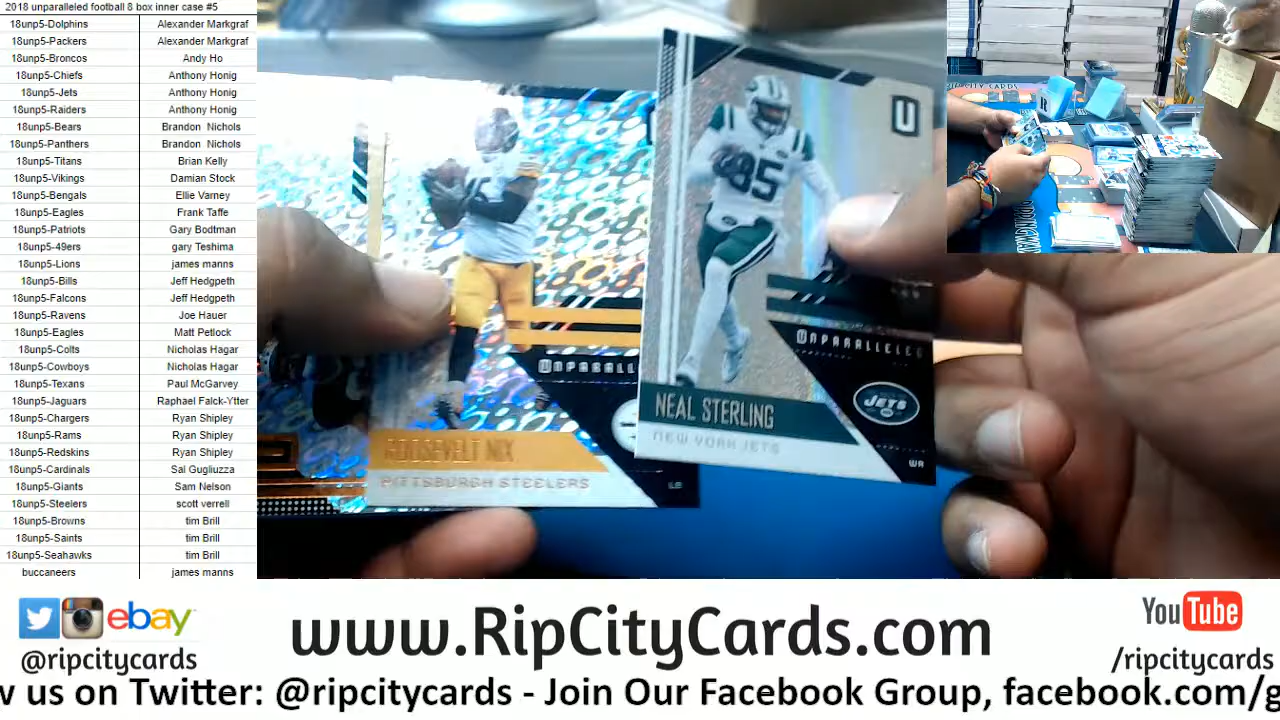 2018 unparalleled football 8 box inner case #5
18unp5-Dolphins Alexander Markgraf
18unp5-Packers Alexander Markgraf
18unp5-Broncos Andy Ho
18unp5-Chiefs Anthony Honig
18unp5-Jets Anthony Honig
18unp5-Raiders Anthony Honig
18unp5-Bears Brandon Nichols
18unp5-Panthers Brandon Nichols
18unp5-Titans Brian Kelly
18unp5-Vikings Damian Stock
18unp5-Bengals Ellie Varney
18unp5-Eagles Frank Taffe
18unp5-Patriots Gary Bodtman
18unp5-49ers gary Teshima
18unp5-Lions james manns
18unp5-Bills Jeff Hedgpeth
18unp5-Falcons Jeff Hedgpeth
18unp5-Ravens Joe Hauer
18unp5-Eagles Matt Petlock
18unp5-Colts Nicholas Hagar
18unp5-Cowboys Nicholas Hagar
18unp5-Texans Paul McGarvey
18unp5-Jaguars Raphael Falck-Ytter
18unp5-Chargers Ryan Shipley
18unp5-Rams Ryan Shipley
18unp5-Redskins Ryan Shipley
18unp5-Cardinals Sal Gugliuzza
18unp5-Giants Sam Nelson
18unp5-Steelers scott verrell
18unp5-Browns tim Brill
18unp5-Saints tim Brill
18unp5-Seahawks tim Brill
buccaneers james manns
U
85
UNPARALLELED
JETS
NEAL STERLING
NEW YORK JETS
WR
UNPARALL
ROOSEVELT NIX
PITTSBURGH STEELERS
LB
ebay
@ripcitycards
www.RipCityCards.com
YouTube
/ripcitycards
w us on Twitter: @ripcitycards - Join Our Facebook Group, facebook.com/g